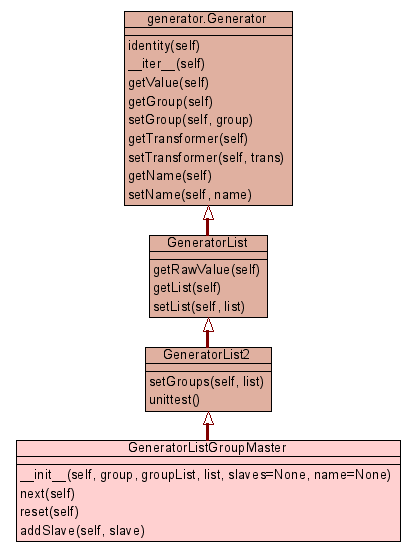 generator.Generator
identity(self)
__iter__(self)
getValue(self)
getGroup(self)
setGroup(self, group)
getTransformer(self)
setTransformer(self, trans)
getName(self)
setName(self, name)
GeneratorList
getRawValue(self)
getList(self)
setList(self, list)
GeneratorList2
setGroups(self, list)
unittest()
GeneratorListGroupMaster
__init__(self, group, groupList, list, slaves=None, name=None)
next(self)
reset(self)
addSlave(self, slave)